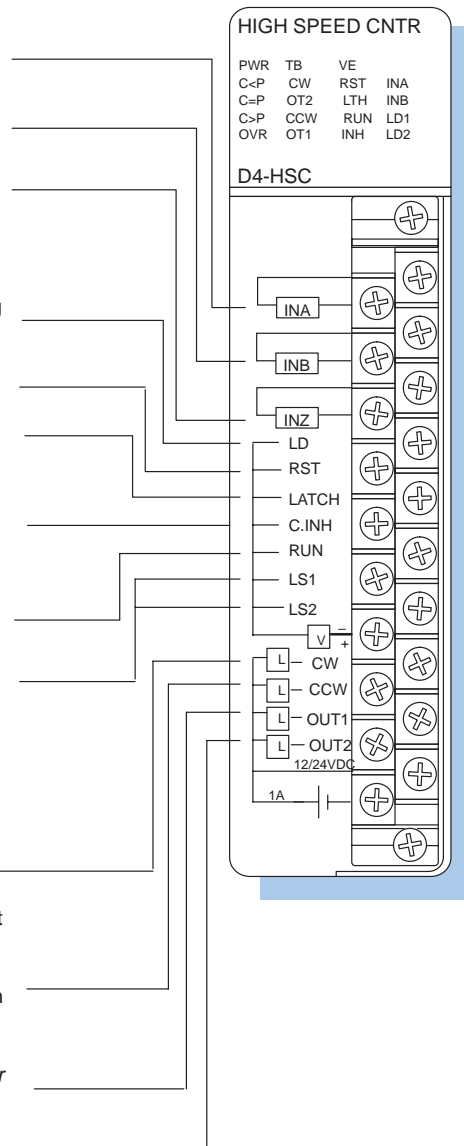 HIGH SPEED CNTR
PWR TB VE
C<P CW RST INA
C=P OT2 LTH INB
C>P CCW RUN LD1
OVR OT1 INH LD2
D4-HSC
INA
INB
INZ
LD
RST
LATCH
C.INH
RUN
LS1
LS2
V − +
L CW
L CCW
L OUT1
L OUT2
12/24VDC
1A
t
r